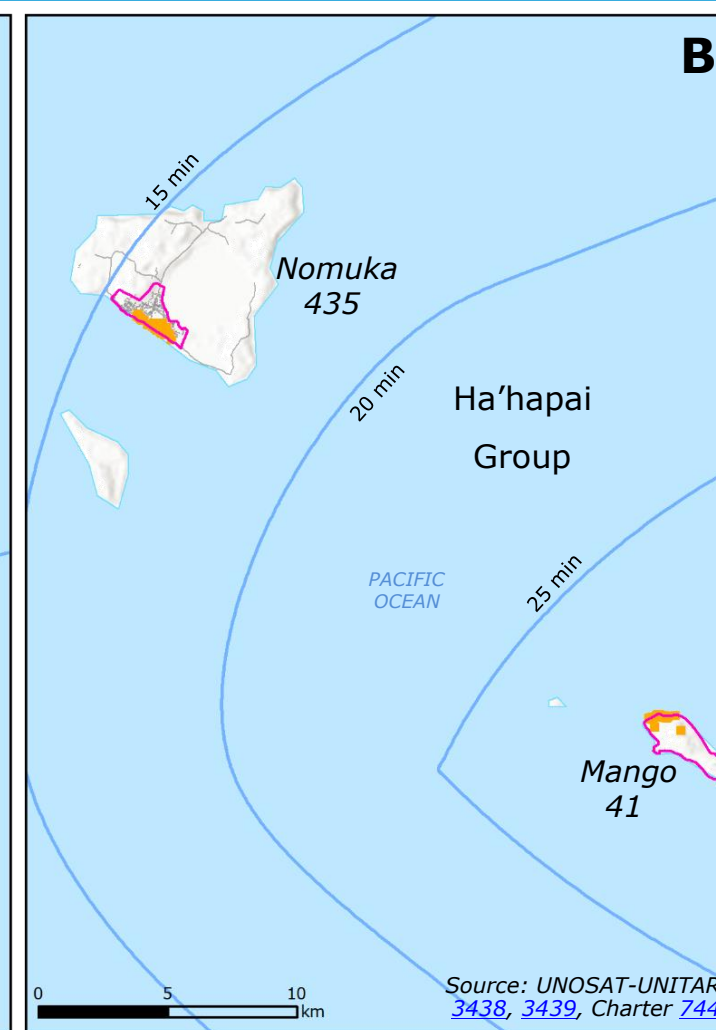 B
15 min
Nomuka
435
20 min
Ha'hapai
Group
25 min
PACIFIC
OCEAN
Mango
41
0 5 10
km
Source: UNOSAT-UNITAR
3438, 3439, Charter 744